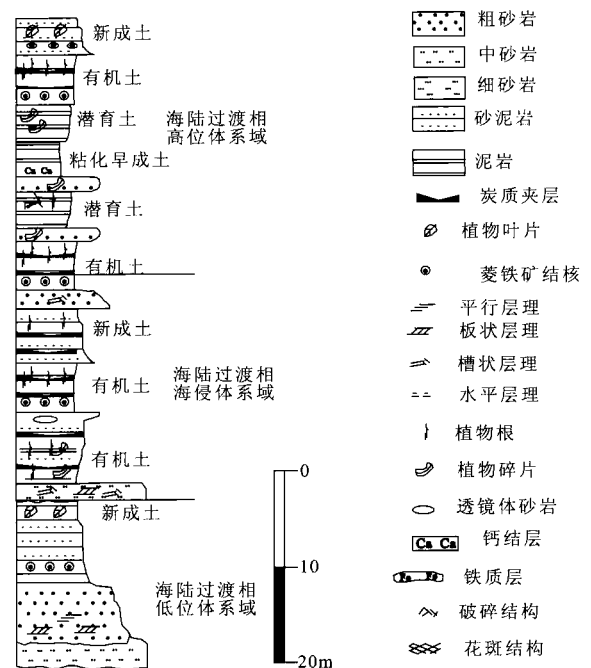 新成土
有机土
潜育土
海陆过渡相
高位体系域
粘化早成土
Ca Ca
潜育土
有机土
新成土
有机土
海陆过渡相
海侵体系域
有机土
新成土
海陆过渡相
低位体系域
0
10
20m
粗砂岩
中砂岩
细砂岩
砂泥岩
泥岩
炭质夹层
植物叶片
菱铁矿结核
平行层理
板状层理
槽状层理
水平层理
植物根
植物碎片
透镜体砂岩
Ca Ca 钙结层
Fe Fe 铁质层
破碎结构
花斑结构